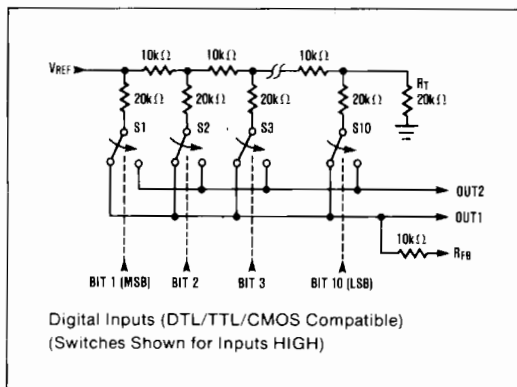 10kΩ 10kΩ 10kΩ
VREF
20kΩ 20kΩ 20kΩ 20kΩ RT 20kΩ
S1 S2 S3 S10
OUT2
OUT1
10kΩ
RFB
BIT 1 (MSB) BIT 2 BIT 3 BIT 10 (LSB)
Digital Inputs (DTL/TTL/CMOS Compatible)
(Switches Shown for Inputs HIGH)